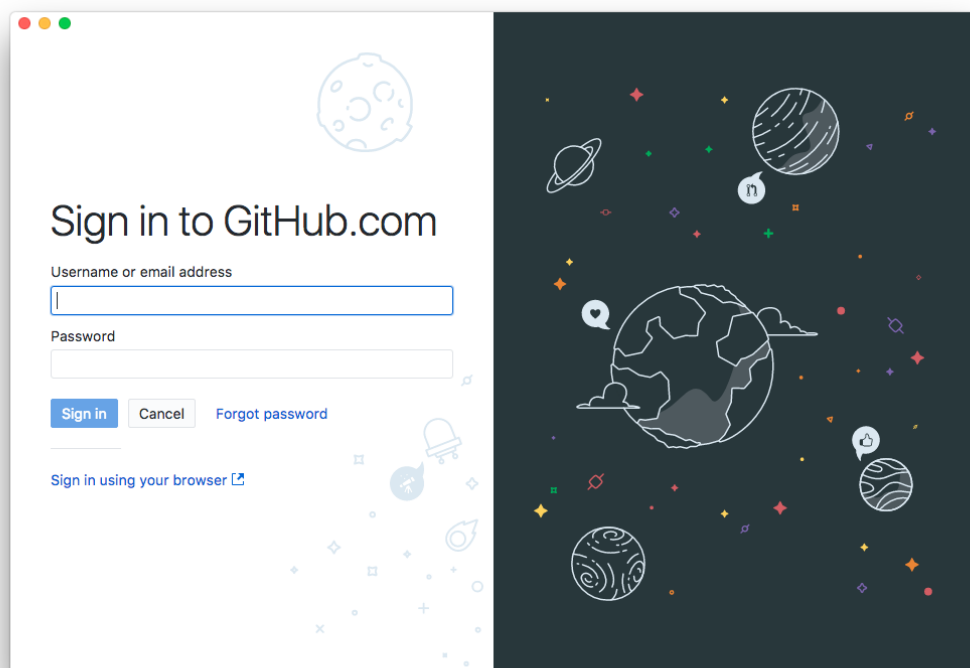 Sign in to GitHub.com
Username or email address
Password
Sign in Cancel Forgot password
Sign in using your browser